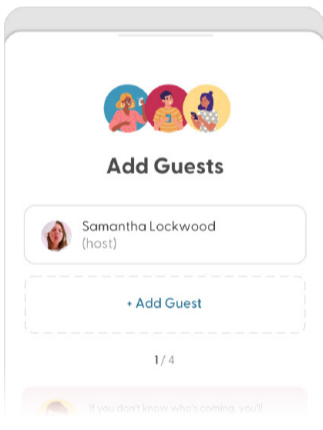 Add Guests
Samantha Lockwood
(host)
+ Add Guest
1 / 4
If you don't know who's coming, you'll